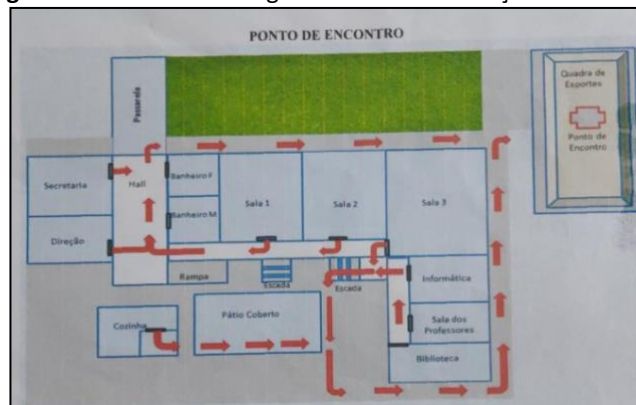 PONTO DE ENCONTRO
Passarela
Quadra de
Esportes
Ponto de
Encontro
Secretaria
Hall
Banheiro F
Banheiro M
Sala 1
Sala 2
Sala 3
Direção
Rampa
Escada
Escada
Informática
Cozinha
Pátio Coberto
Sala dos
Professores
Biblioteca